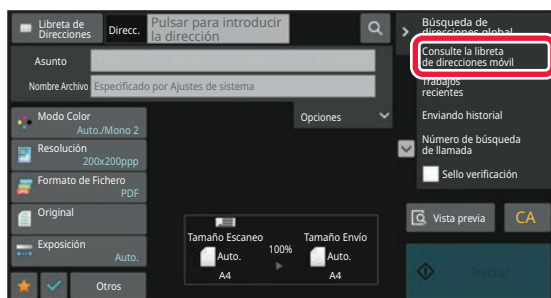 Libreta de
Direcciones
Direcc.
Pulsar para introducir
la dirección
Asunto
Nombre Archivo
Especificado por Ajustes de sistema
Modo Color
Auto./Mono 2
Resolución
200x200ppp
Formato de Fichero
PDF
Original
Exposición
Auto.
Otros
Opciones
Tamaño Escaneo
Auto.
A4
100%
Tamaño Envío
Auto.
A4
Búsqueda de
direcciones global
Consulte la libreta
de direcciones móvil
Trabajos
recientes
Enviando historial
Número de búsqueda
de llamada
Sello verificación
Vista previa
CA
Iniciar